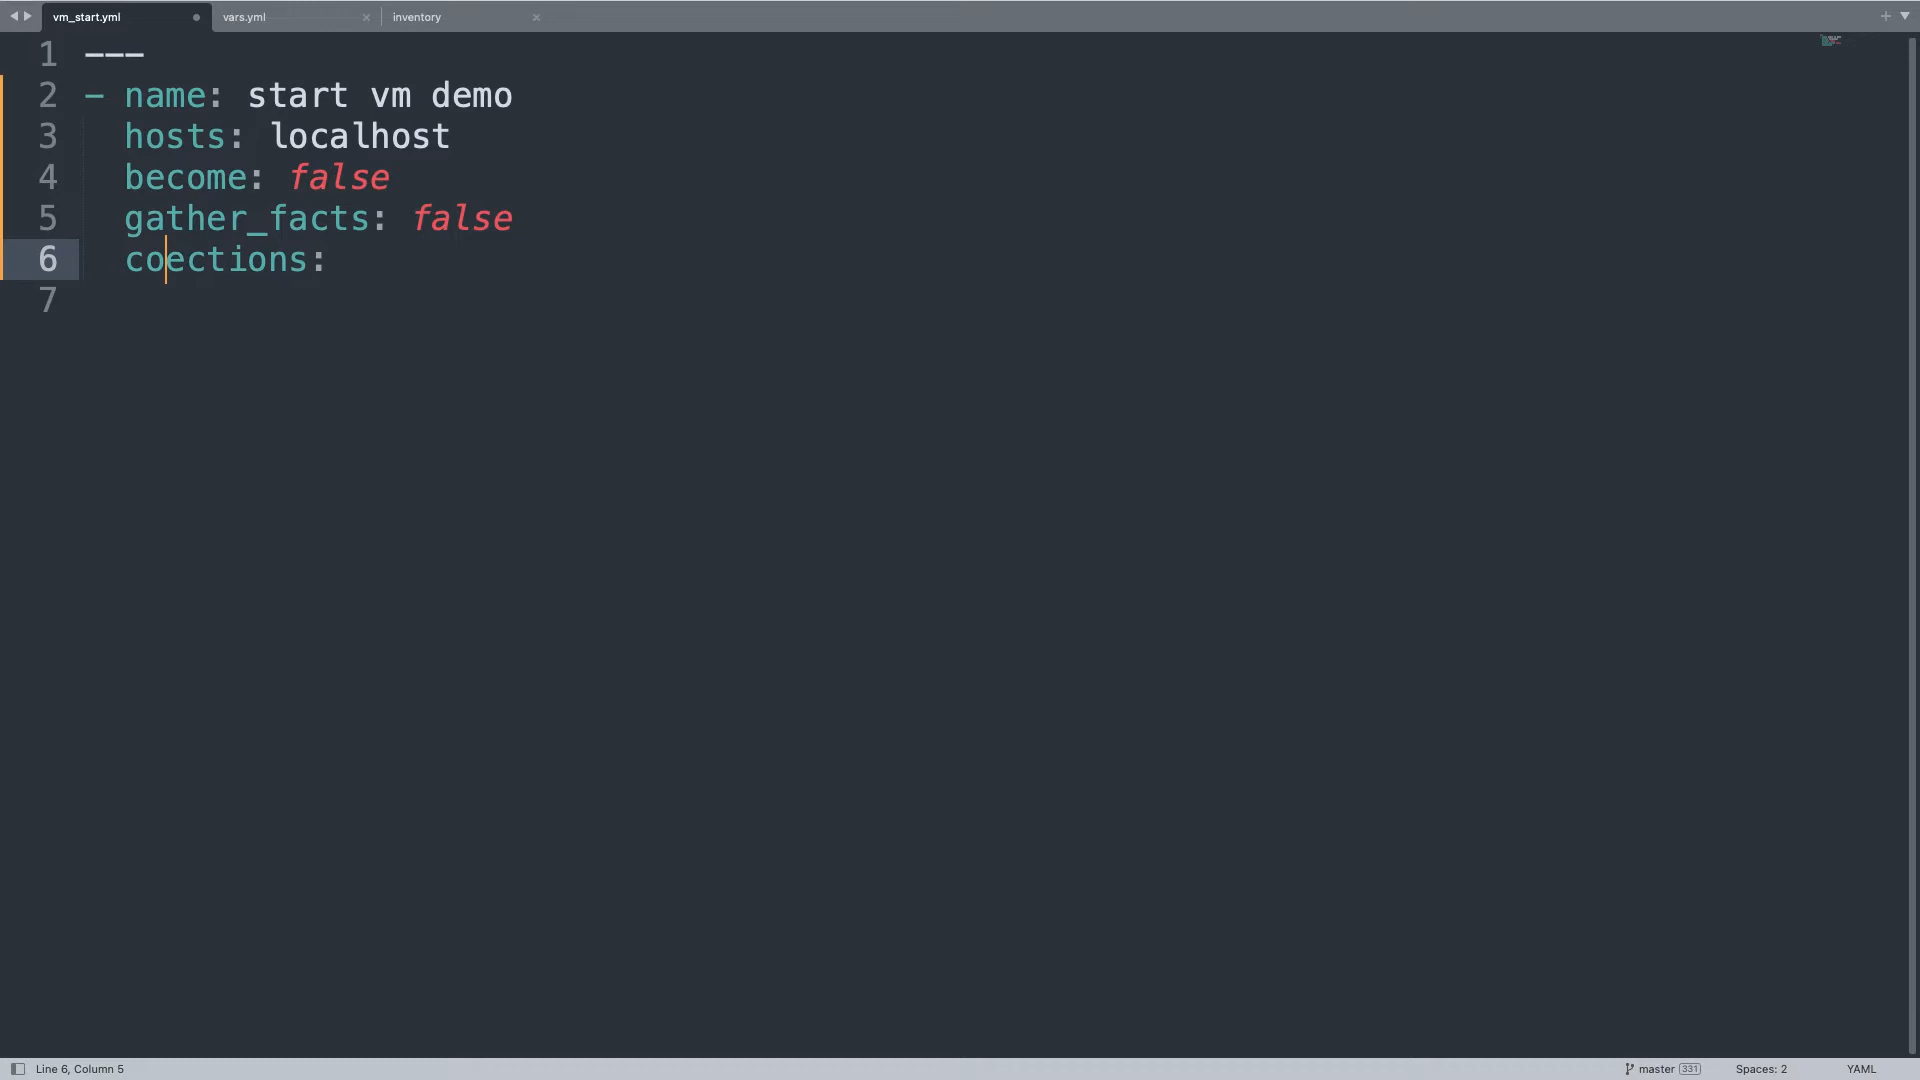 vm_start.yml
vars.yml
inventory
1 ---
2 - name: start vm demo
3 hosts: localhost
4 become: false
5 gather_facts: false
6 coections:
7
Line 6, Column 5
master 331
Spaces: 2
YAML